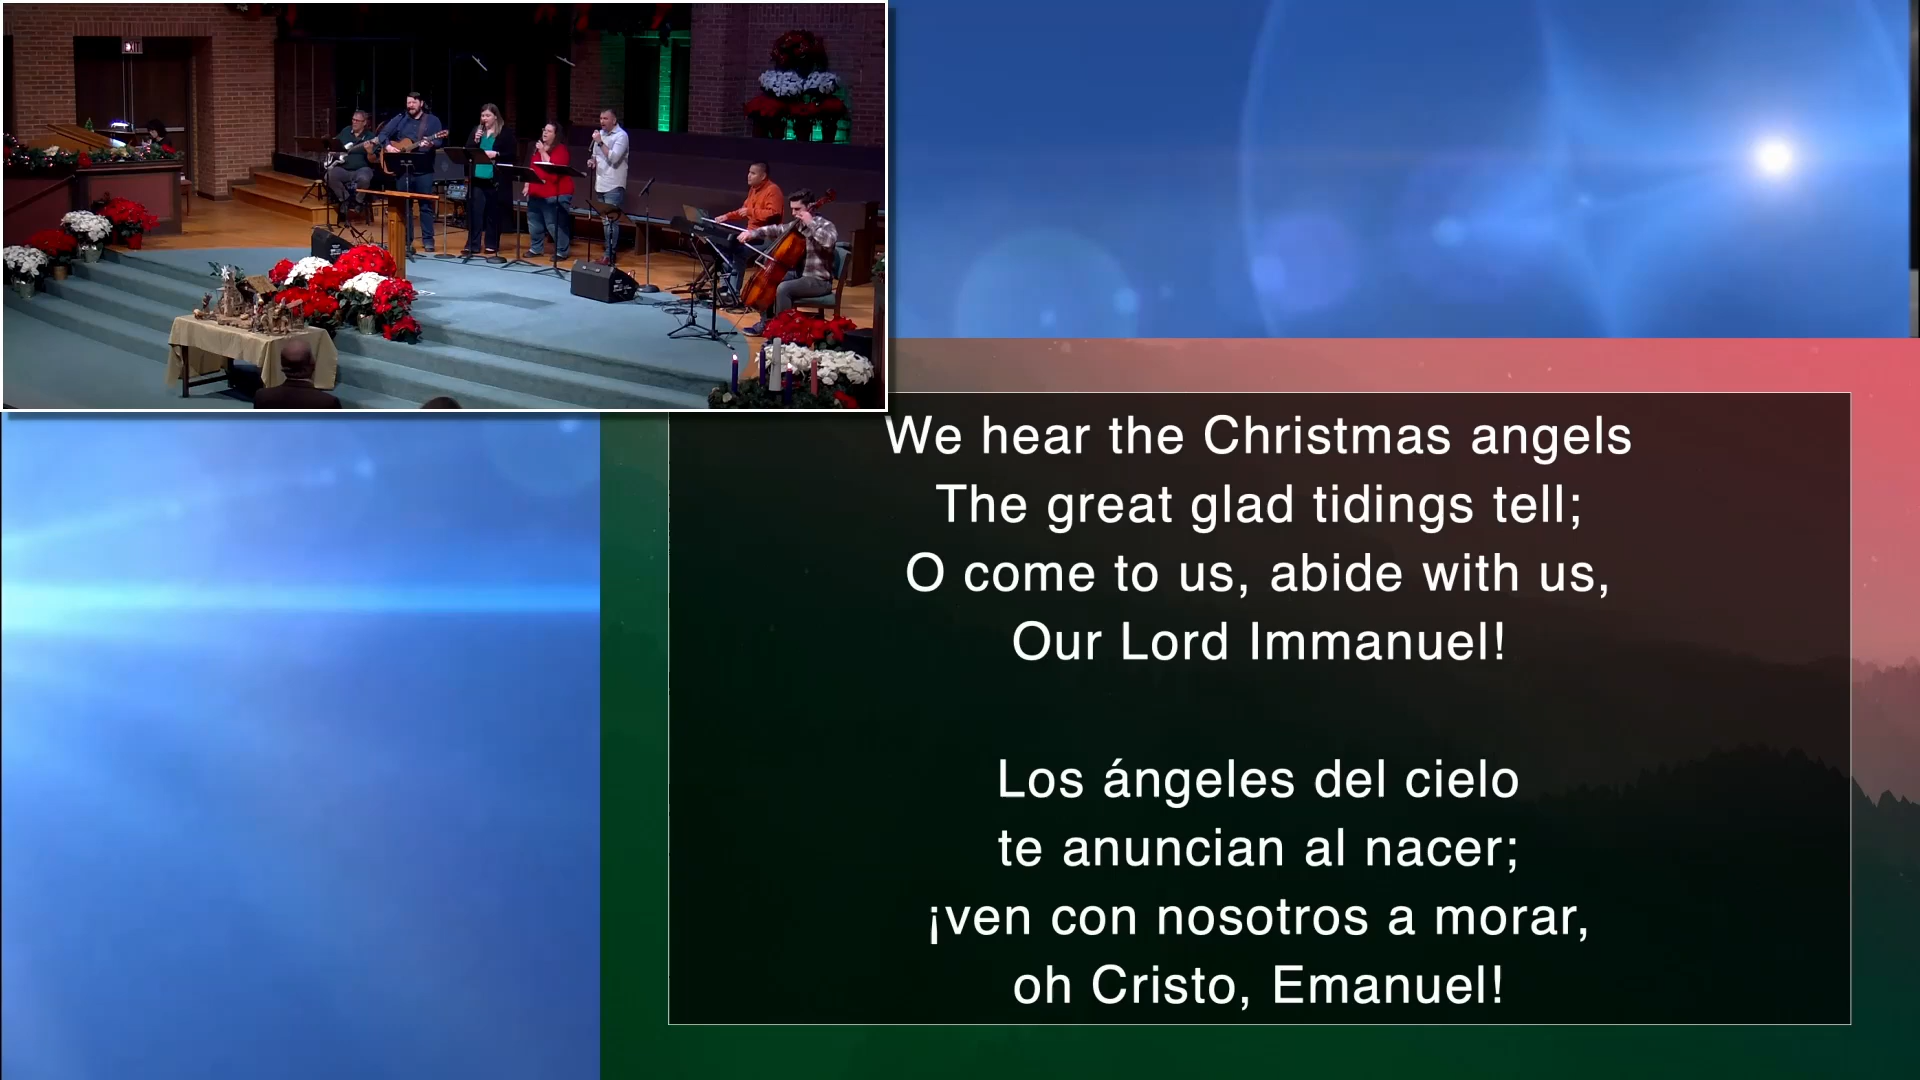 EXIT
We hear the Christmas angels
The great glad tidings tell;
O come to us, abide with us,
Our Lord Immanuel!
Los ángeles del cielo
te anuncian al nacer;
¡ven con nosotros a morar,
oh Cristo, Emanuel!